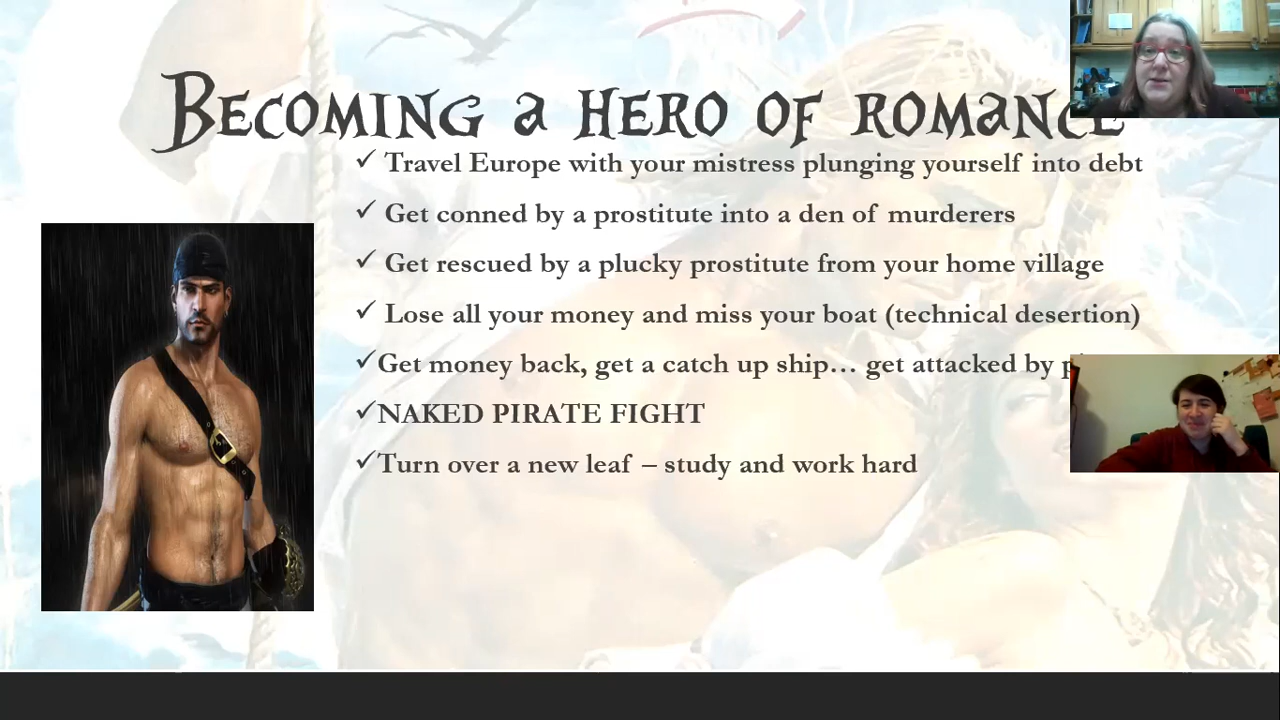 Becoming a hero of romance
✓ Travel Europe with your mistress plunging yourself into debt
✓ Get conned by a prostitute into a den of murderers
✓ Get rescued by a plucky prostitute from your home village
✓ Lose all your money and miss your boat (technical desertion)
✓Get money back, get a catch up ship... get attacked by
✓NAKED PIRATE FIGHT
✓Turn over a new leaf – study and work hard